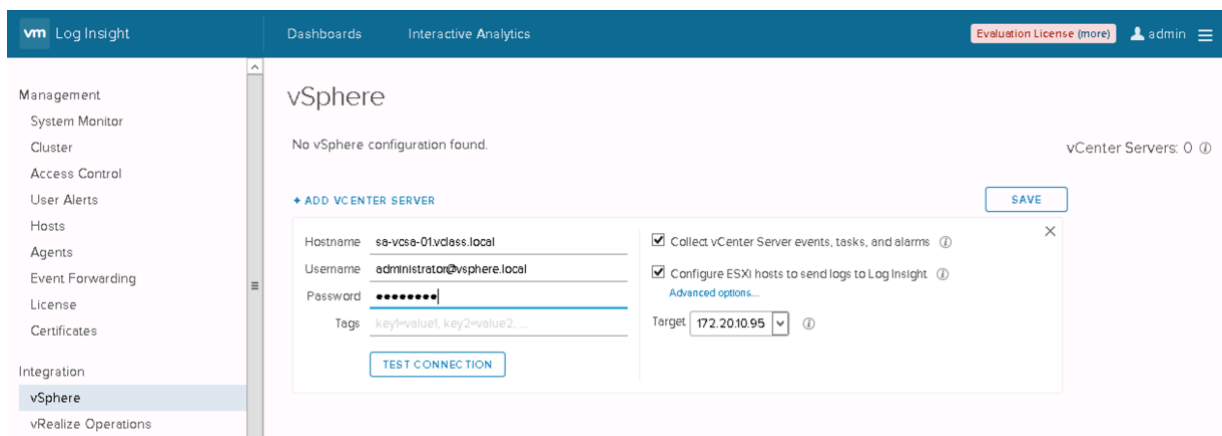 vm Log Insight Dashboards Interactive Analytics Evaluation License (more) admin
Management
System Monitor
Cluster
Access Control
User Alerts
Hosts
Agents
Event Forwarding
License
Certificates
Integration
vSphere
vRealize Operations
vSphere
No vSphere configuration found.
vCenter Servers: 0
+ ADD VCENTER SERVER
SAVE
Hostname sa-vcsa-01.vclass.local
Username administrator@vsphere.local
Password ••••••••
Tags key1=value1, key2=value2, ...
TEST CONNECTION
Collect vCenter Server events, tasks, and alarms
Configure ESXi hosts to send logs to Log Insight
Advanced options...
Target 172.20.10.95